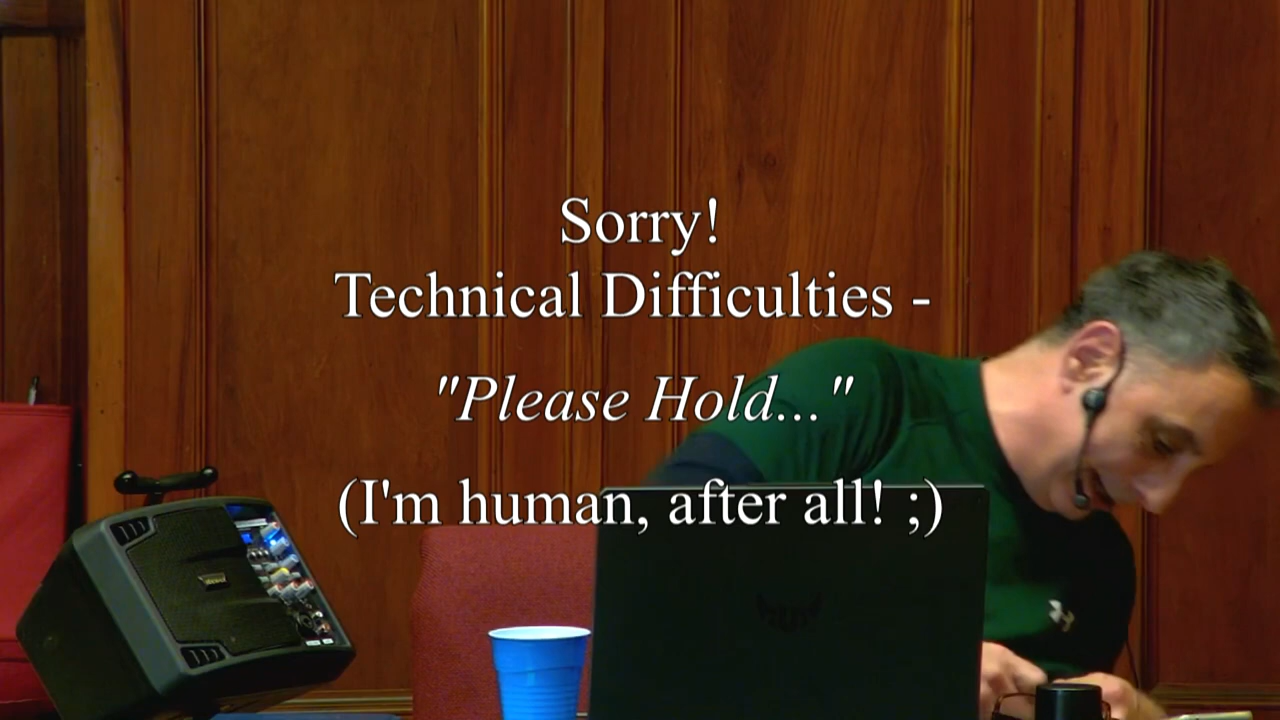 Sorry!
Technical Difficulties -
"Please Hold..."
(I'm human, after all! ;)